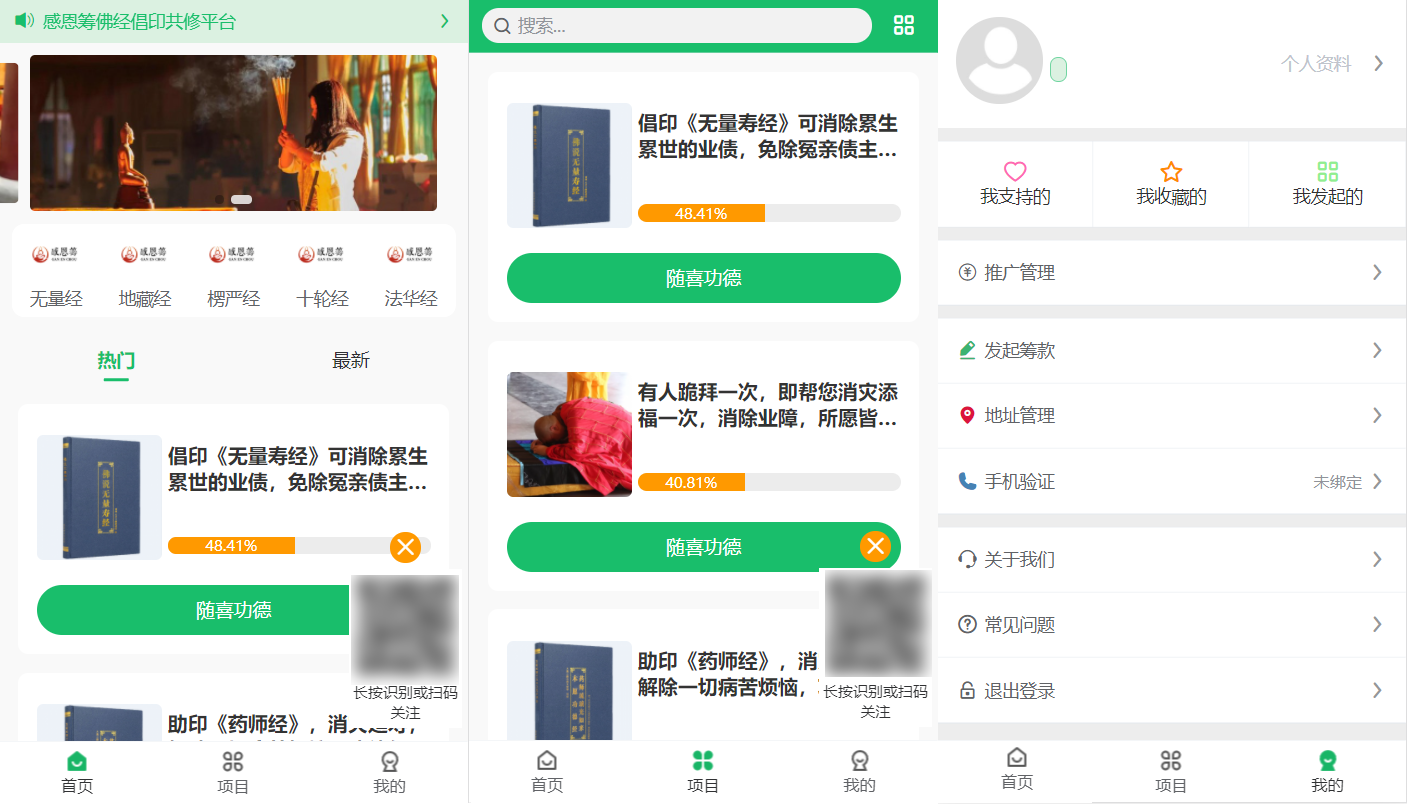 感恩筹佛经倡印共修平台
感恩筹
感恩筹
感恩筹
感恩筹
感恩筹
无量经
地藏经
楞严经
十轮经
法华经
热门
最新
佛说无量寿经
倡印《无量寿经》可消除累生
累世的业债，免除冤亲债主...
48.41%
随喜功德
助印《药师经》，消灾延寿，
长按识别或扫码
关注
首页
项目
我的
搜索...
佛说无量寿经
倡印《无量寿经》可消除累生
累世的业债，免除冤亲债主...
48.41%
随喜功德
有人跪拜一次，即帮您消灾添
福一次，消除业障，所愿皆...
40.81%
随喜功德
助印《药师经》，消
解除一切病苦烦恼，
长按识别或扫码
关注
首页
项目
我的
个人资料
我支持的
我收藏的
我发起的
推广管理
发起筹款
地址管理
手机验证
未绑定
关于我们
常见问题
退出登录
首页
项目
我的